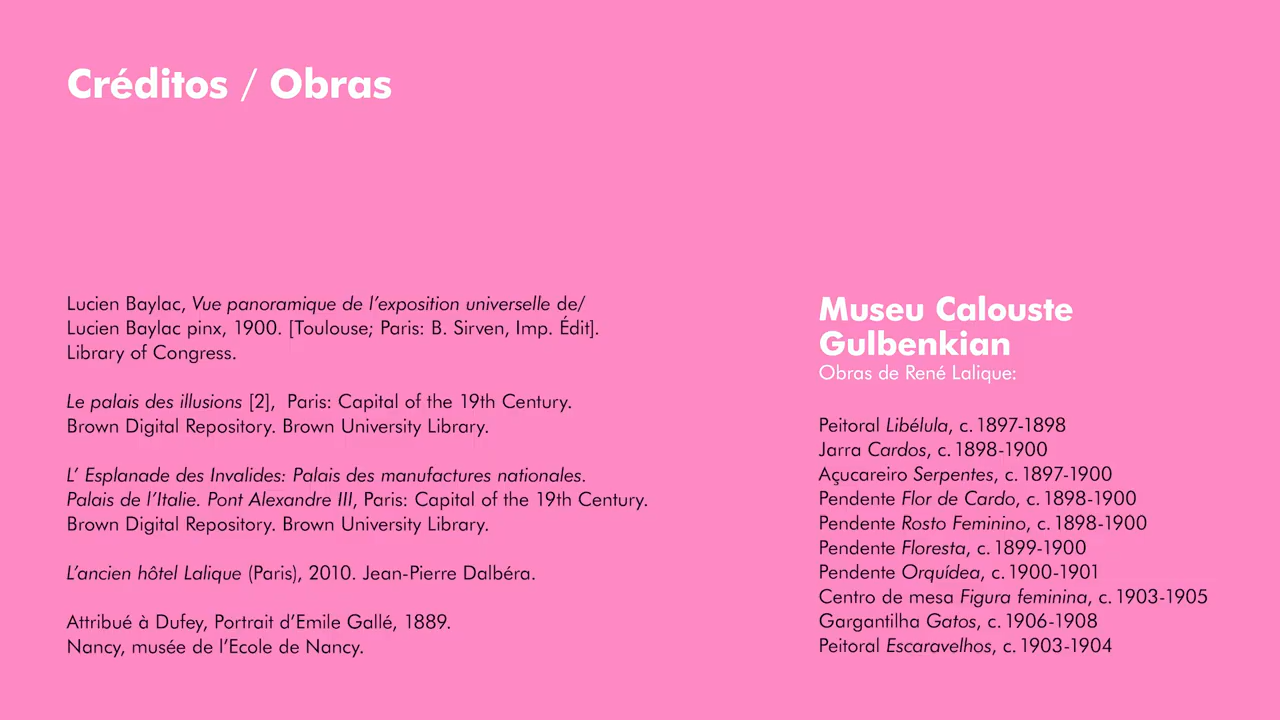 Créditos / Obras
Lucien Baylac, Vue panoramique de l’exposition universelle de/
Lucien Baylac pinx, 1900. [Toulouse; Paris: B. Sirven, Imp. Édit].
Library of Congress.
Le palais des illusions [2],  Paris: Capital of the 19th Century.
Brown Digital Repository. Brown University Library.
L’ Esplanade des Invalides: Palais des manufactures nationales.
Palais de l’Italie. Pont Alexandre III, Paris: Capital of the 19th Century.
Brown Digital Repository. Brown University Library.
L’ancien hôtel Lalique (Paris), 2010. Jean-Pierre Dalbéra.
Attribué à Dufey, Portrait d’Emile Gallé, 1889.
Nancy, musée de l’Ecole de Nancy.
Museu Calouste
Gulbenkian
Obras de René Lalique:
Peitoral Libélula, c. 1897-1898
Jarra Cardos, c. 1898-1900
Açucareiro Serpentes, c. 1897-1900
Pendente Flor de Cardo, c. 1898-1900
Pendente Rosto Feminino, c. 1898-1900
Pendente Floresta, c. 1899-1900
Pendente Orquídea, c. 1900-1901
Centro de mesa Figura feminina, c. 1903-1905
Gargantilha Gatos, c. 1906-1908
Peitoral Escaravelhos, c. 1903-1904